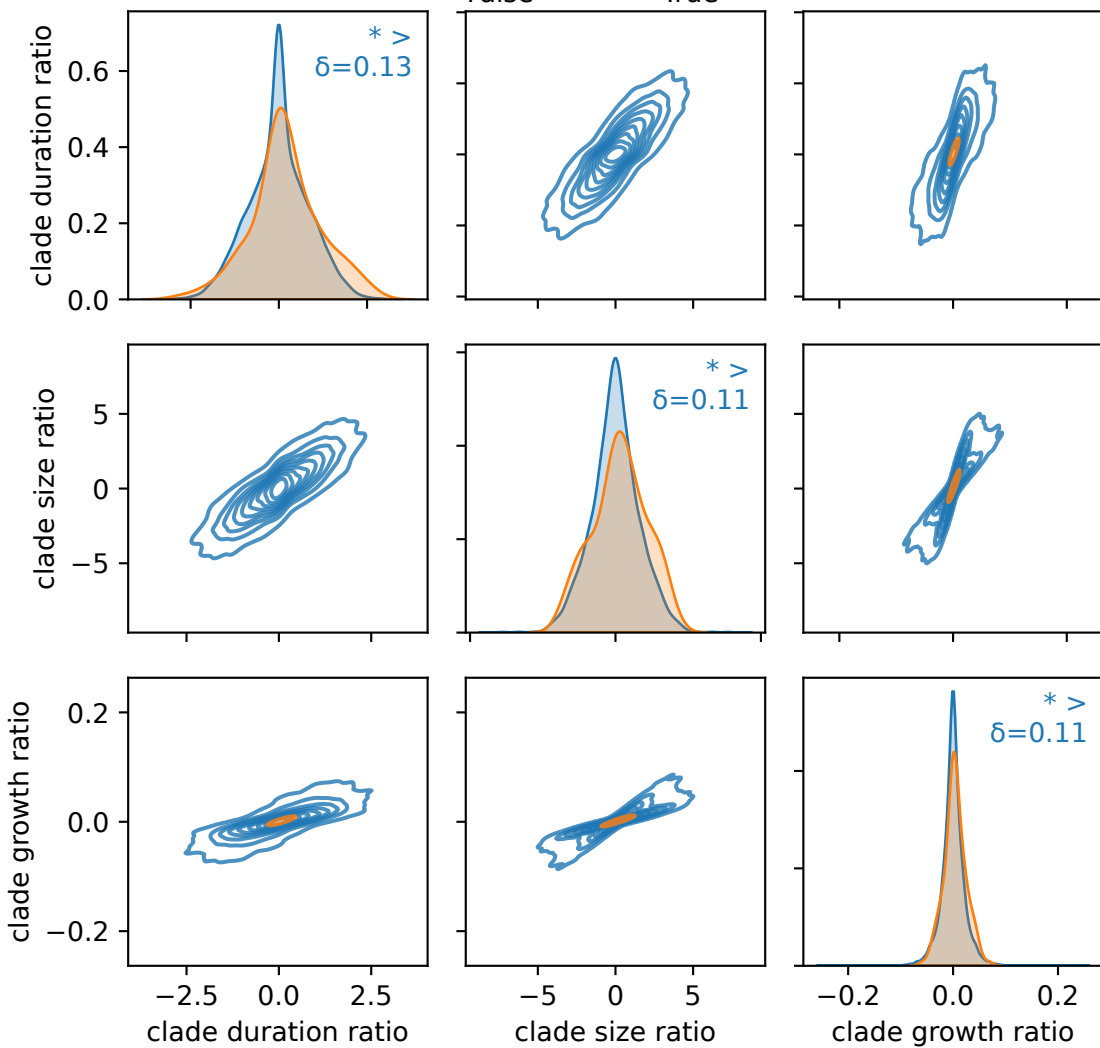 clade duration ratio
0.6
0.4
0.2
0.0
* >
δ=0.13
clade size ratio
5
0
−5
* >
δ=0.11
clade growth ratio
0.2
0.0
−0.2
* >
δ=0.11
−2.5 0.0 2.5
−5 0 5
−0.2 0.0 0.2
clade duration ratio
clade size ratio
clade growth ratio